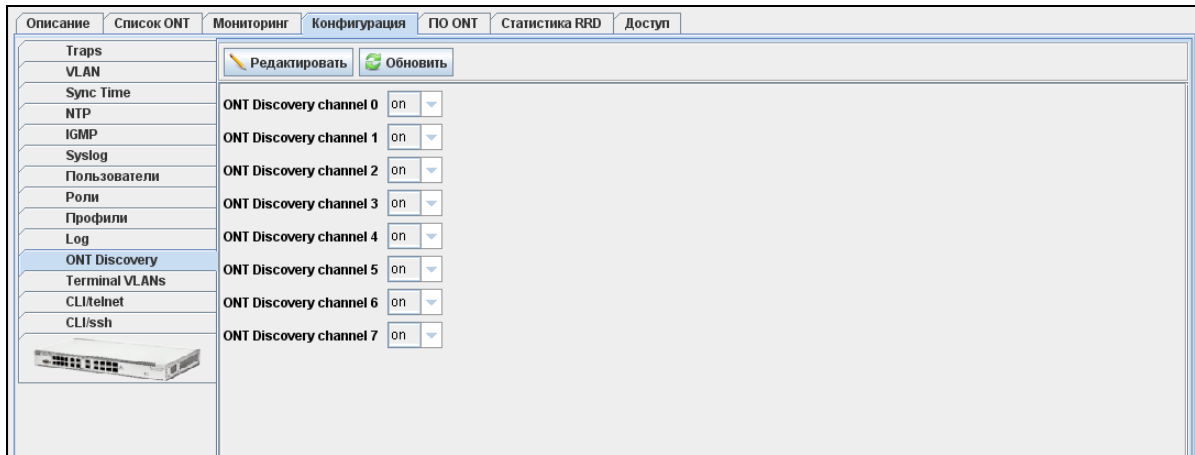 Описание Список ONT Мониторинг Конфигурация ПО ONT Статистика RRD Доступ
Traps
VLAN
Sync Time
NTP
IGMP
Syslog
Пользователи
Роли
Профили
Log
ONT Discovery
Terminal VLANs
CLI/telnet
CLI/ssh
Редактировать Обновить
ONT Discovery channel 0 on
ONT Discovery channel 1 on
ONT Discovery channel 2 on
ONT Discovery channel 3 on
ONT Discovery channel 4 on
ONT Discovery channel 5 on
ONT Discovery channel 6 on
ONT Discovery channel 7 on